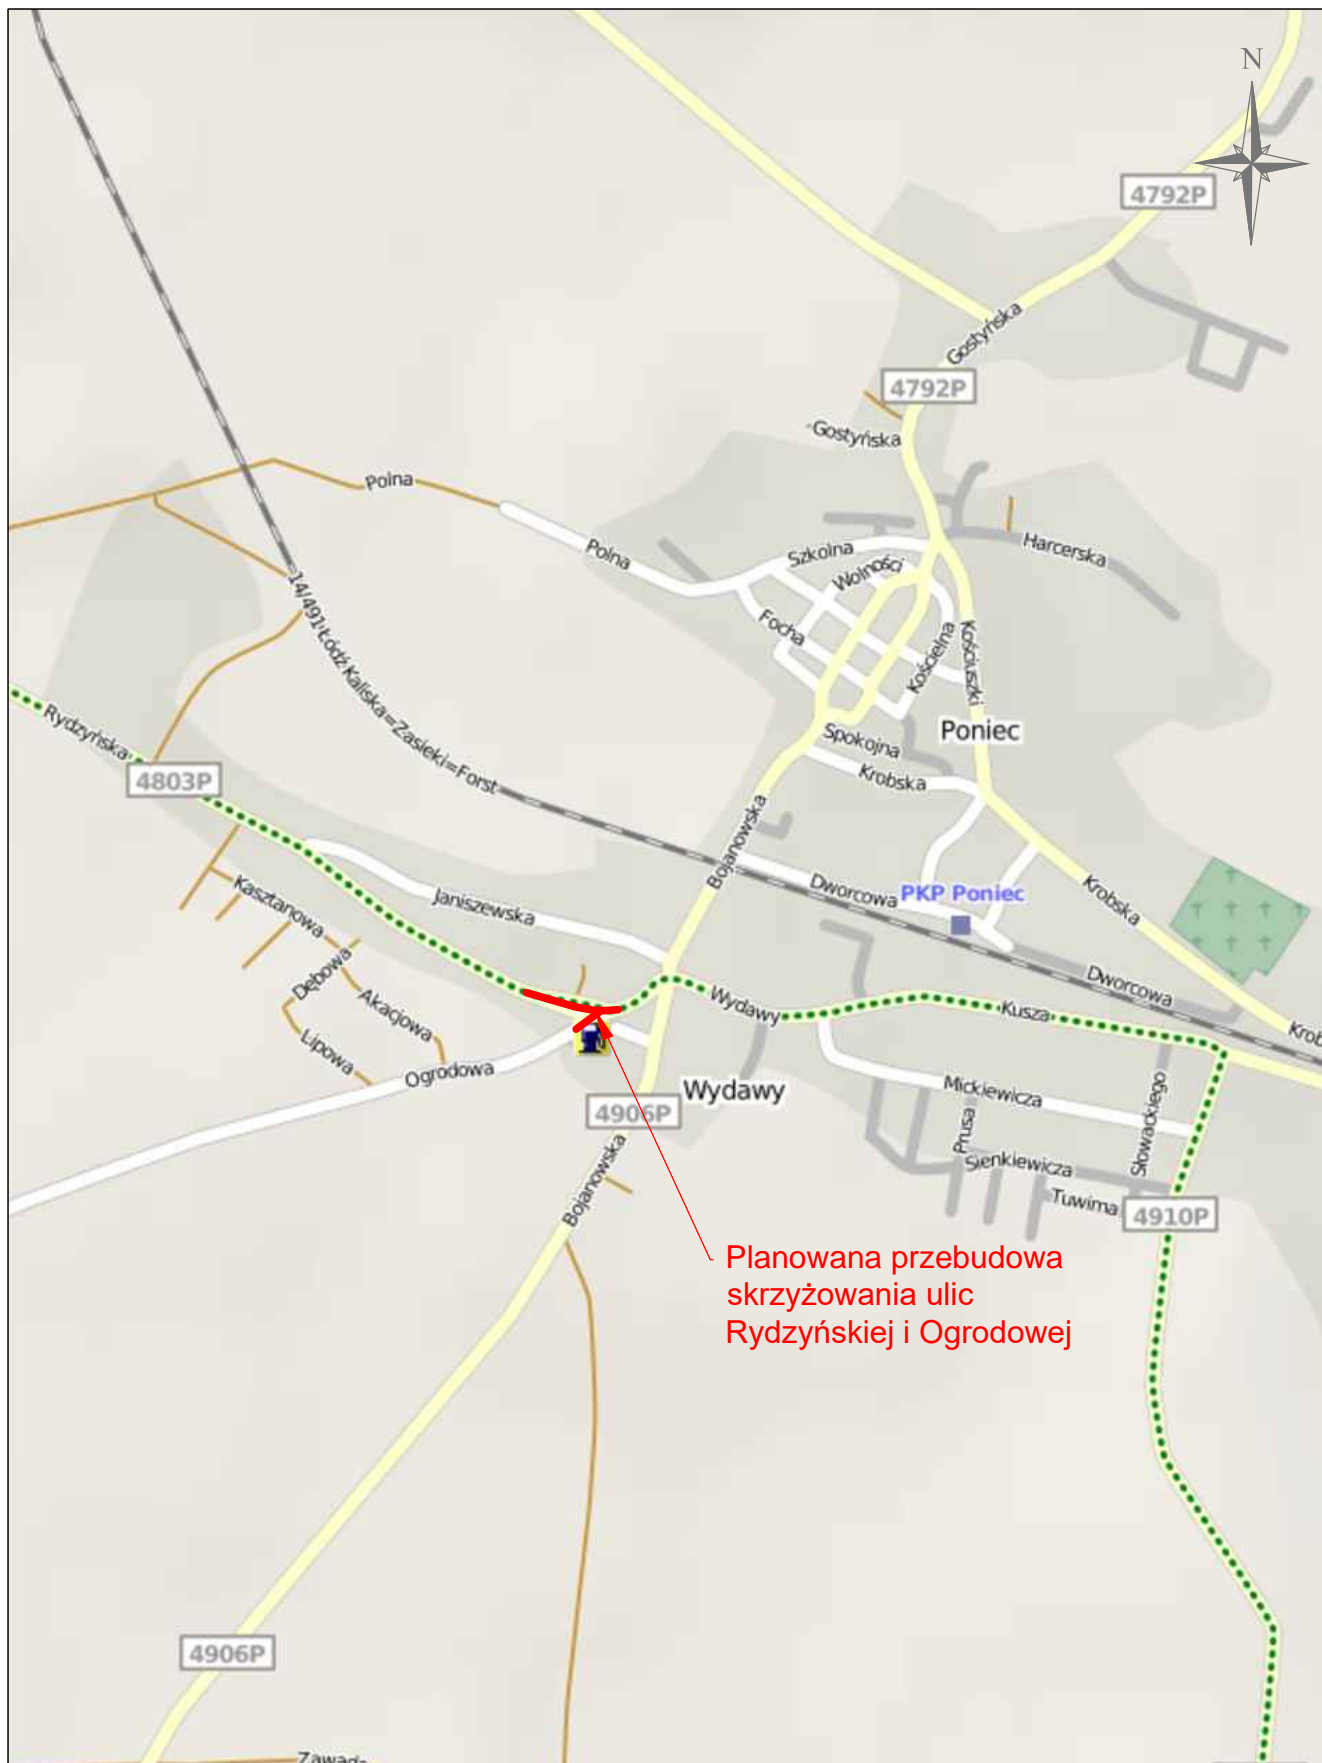 N
4792P
Gostyńska
4792P
Gostyńska
Polna
Polna
Szkolna
Wolności
Harcerska
Focha
Kościelna
Kościuszki
14/491 Łódź Kaliska=Zasieki=Forst
Rydzyńska
4803P
Spokojna
Poniec
Krobska
Bojanowska
Dworcowa
PKP Poniec
Krobska
Kasztanowa
Janiszewska
Dębowa
Akacjowa
Lipowa
Dworcowa
Wydawy
Kusza
Krob
Ogrodowa
Wydawy
Mickiewicza
4906P
Prusa
Słowackiego
Sienkiewicza
Tuwima
Bojanowska
4910P
Planowana przebudowa
skrzyżowania ulic
Rydzyńskiej i Ogrodowej
4906P
Zawada